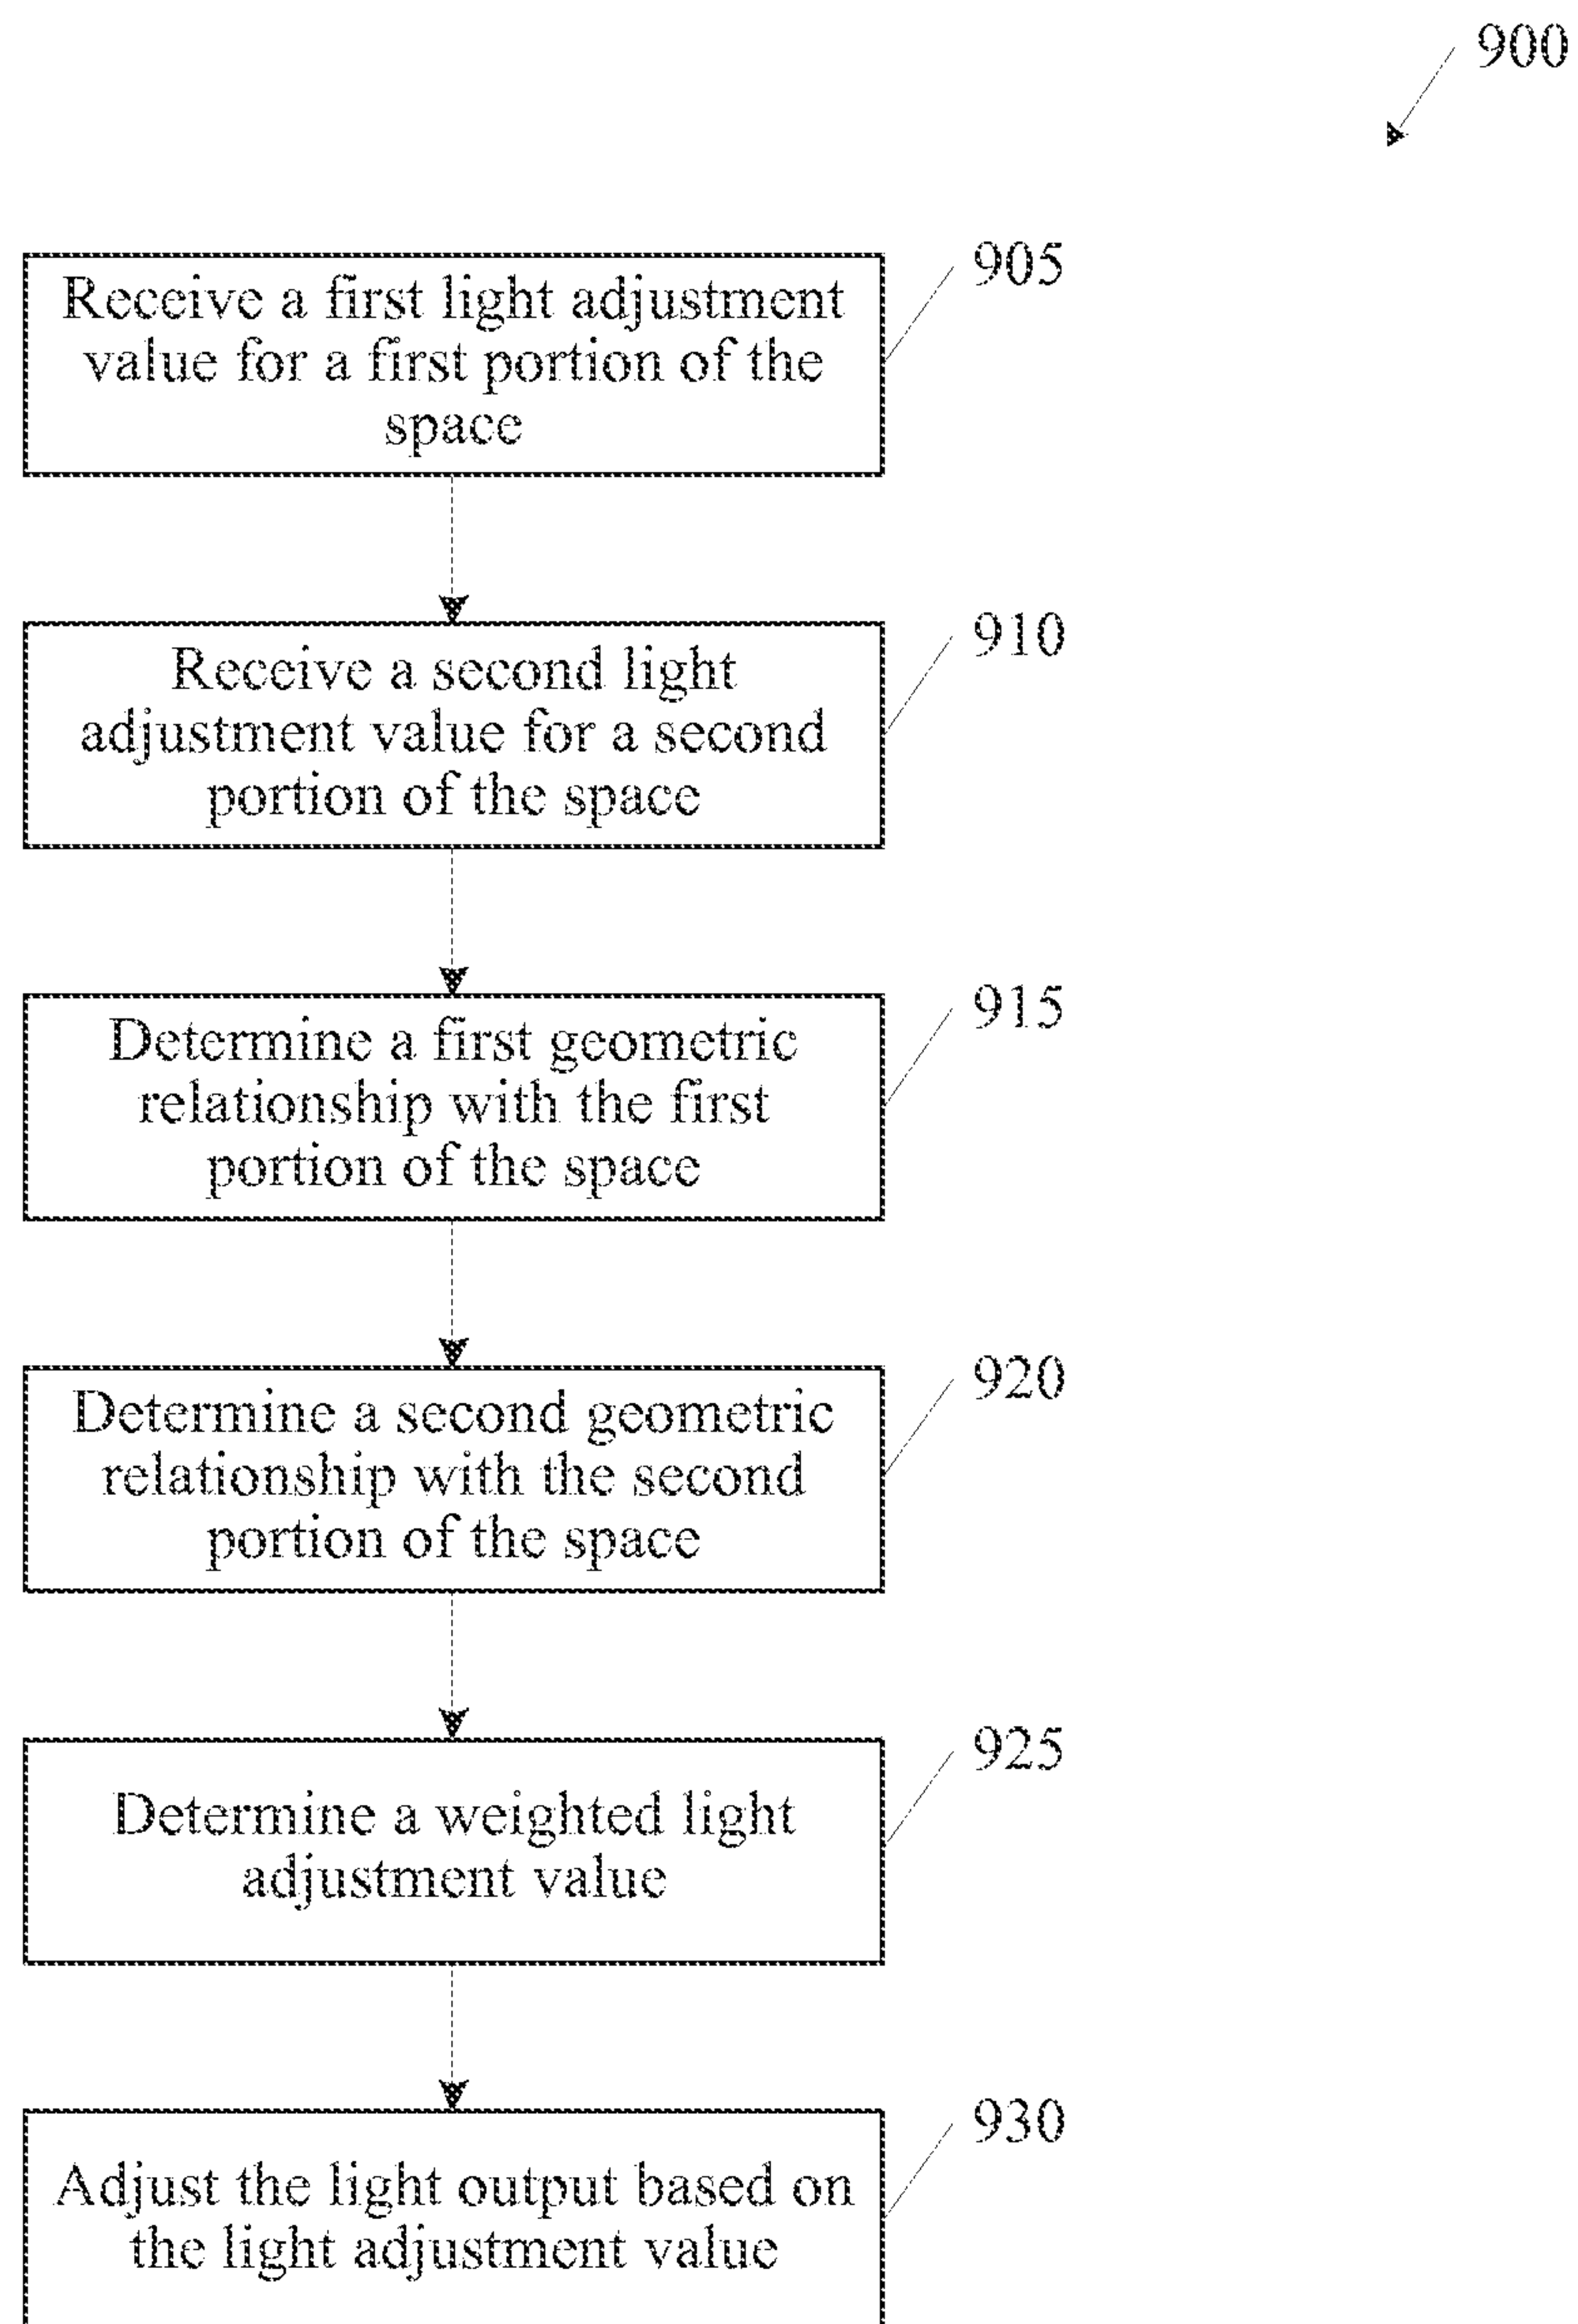 900
Receive a first light adjustment
value for a first portion of the
space
905
Receive a second light
adjustment value for a second
portion of the space
910
Determine a first geometric
relationship with the first
portion of the space
915
Determine a second geometric
relationship with the second
portion of the space
920
Determine a weighted light
adjustment value
925
Adjust the light output based on
the light adjustment value
930